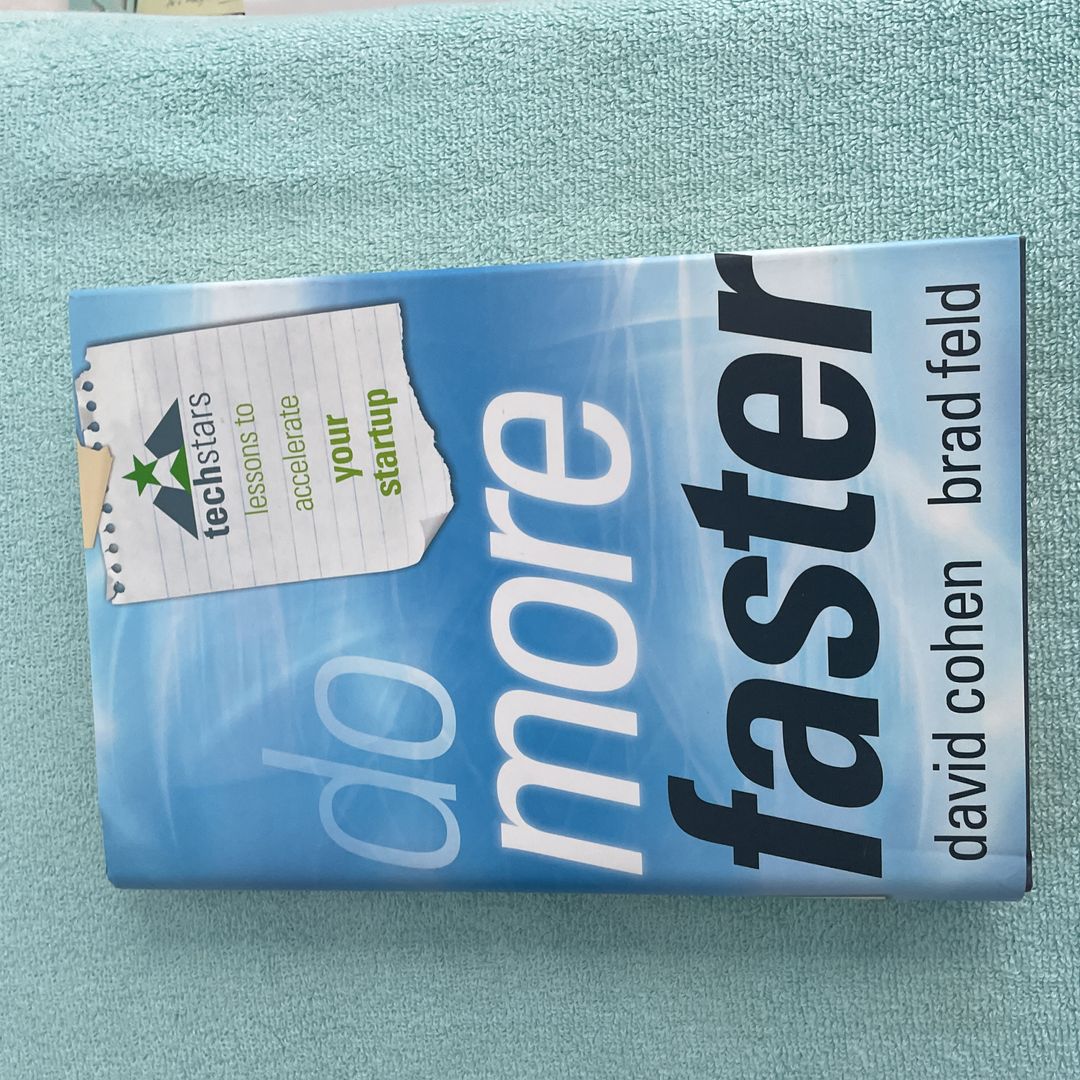 techstars
lessons to
accelerate
your
startup
do
more
faster
david cohen brad feld